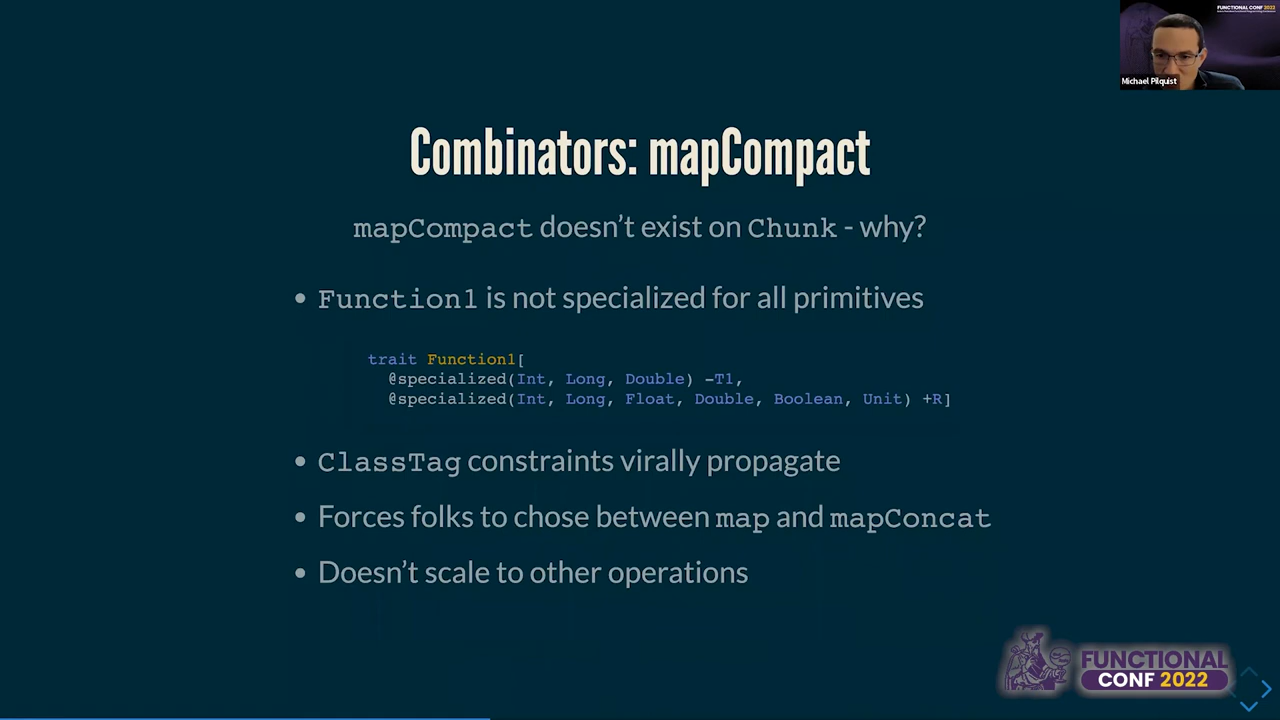 FUNCTIONAL CONF 2022
Michael Pilquist
Combinators: mapCompact
mapCompact doesn't exist on Chunk - why?
• Function1 is not specialized for all primitives
trait Function1[
@specialized(Int, Long, Double) -T1,
@specialized(Int, Long, Float, Double, Boolean, Unit) +R]
• ClassTag constraints virally propagate
• Forces folks to chose between map and mapConcat
• Doesn't scale to other operations
FUNCTIONAL
CONF 2022